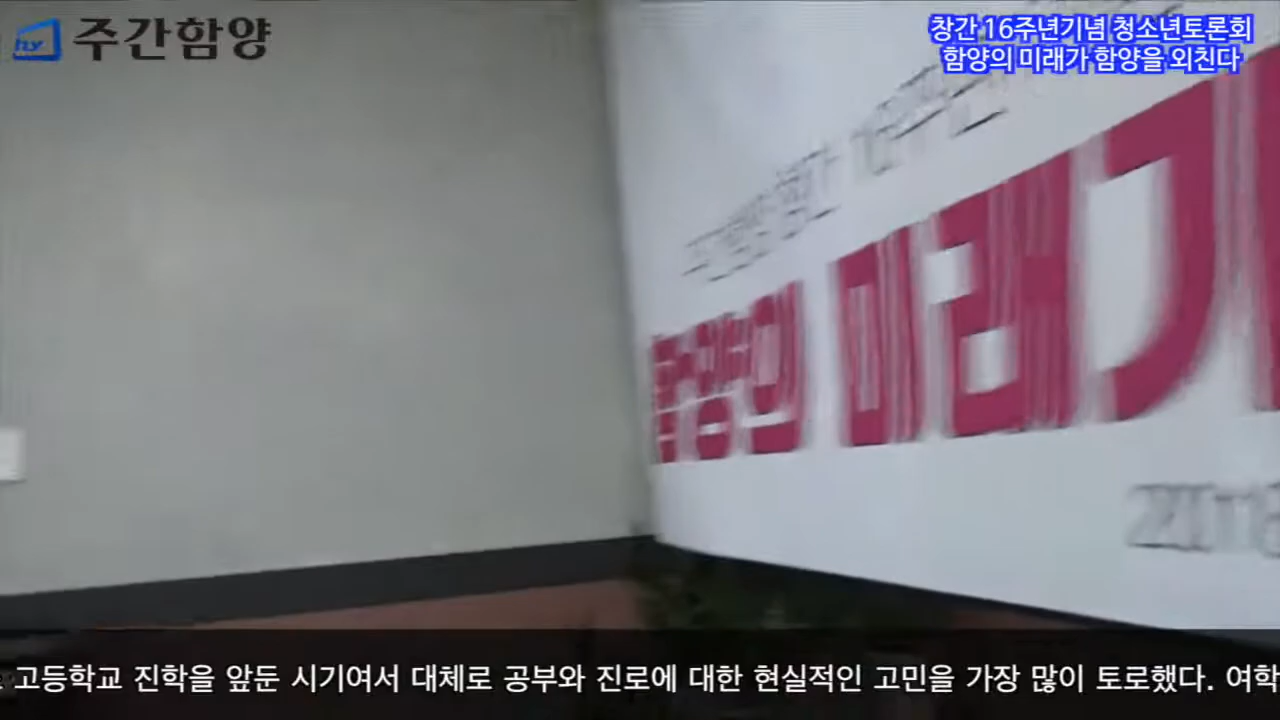 hy 주간함양
창간 16주년기념 청소년토론회
함양의 미래가 함양을 외친다
함양의 미래가
고등학교 진학을 앞둔 시기여서 대체로 공부와 진로에 대한 현실적인 고민을 가장 많이 토로했다. 여학